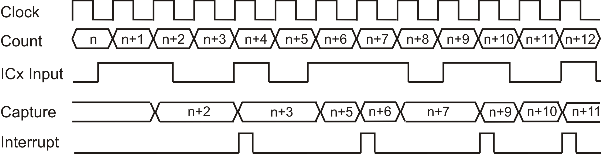 Clock
Count n n+1 n+2 n+3 n+4 n+5 n+6 n+7 n+8 n+9 n+10 n+11 n+12
ICx Input
Capture n+2 n+3 n+5 n+6 n+7 n+9 n+10 n+11
Interrupt